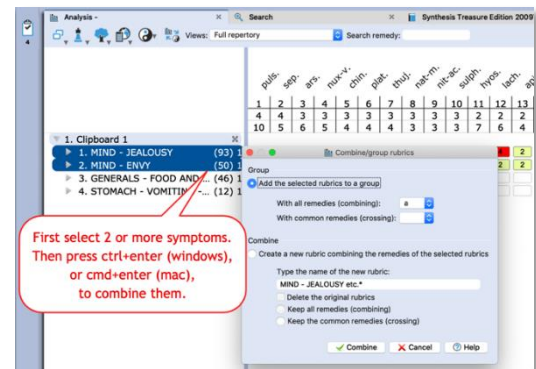 Analysis -
Search
Synthesis Treasure Edition 2009
4
Views: Full repertory
Search remedy:
puls. sep. ars. nux-v. chin. plat. thuj. nat-m. nit-ac. sulph. hyos. lach.
1 2 3 4 5 6 7 8 9 10 11 12 13
4 4 3 3 3 3 3 3 3 3 2 2 2
10 5 6 5 4 4 4 3 3 3 7 6 4
1. Clipboard 1
1. MIND - JEALOUSY (93) 1
2. MIND - ENVY (50) 1
3. GENERALS - FOOD AND... (46) 1
4. STOMACH - VOMITIN... -... (12) 1
2
2
First select 2 or more symptoms.
Then press ctrl+enter (windows),
or cmd+enter (mac),
to combine them.
Combine/group rubrics
Group
Add the selected rubrics to a group
With all remedies (combining): a
With common remedies (crossing):
Combine
Create a new rubric combining the remedies of the selected rubrics
Type the name of the new rubric:
MIND - JEALOUSY etc.*
Delete the original rubrics
Keep all remedies (combining)
Keep the common remedies (crossing)
Combine
Cancel
Help